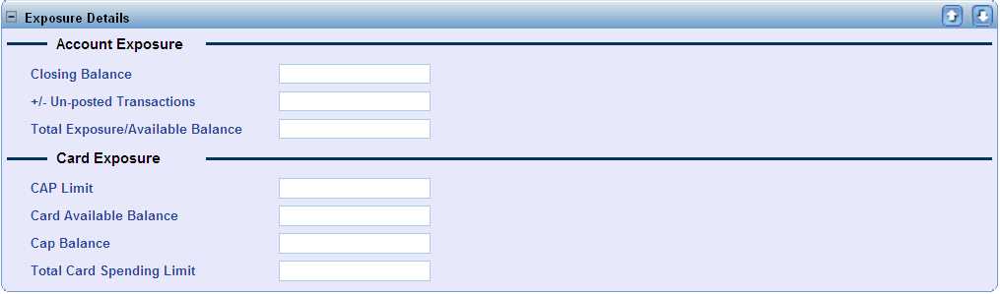 Exposure Details
Account Exposure
Closing Balance
+/- Un-posted Transactions
Total Exposure/Available Balance
Card Exposure
CAP Limit
Card Available Balance
Cap Balance
Total Card Spending Limit